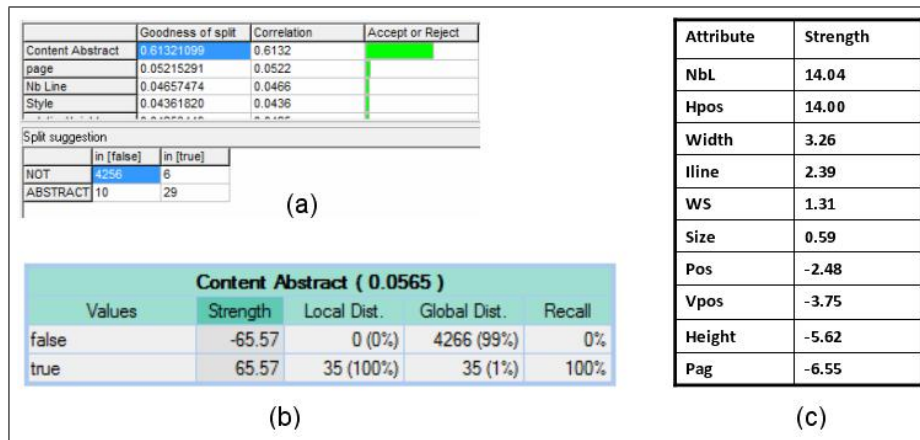 Goodness of split Correlation Accept or Reject
Content Abstract 0.61321099 0.6132
page 0.05215291 0.0522
Nb Line 0.04657474 0.0466
Style 0.04361820 0.0436
Split suggestion
in [false] in [true]
NOT 4256 6
ABSTRACT 10 29
(a)
Content Abstract ( 0.0565 )
Values Strength Local Dist. Global Dist. Recall
false -65.57 0 (0%) 4266 (99%) 0%
true 65.57 35 (100%) 35 (1%) 100%
(b)
Attribute Strength
NbL 14.04
Hpos 14.00
Width 3.26
Iline 2.39
WS 1.31
Size 0.59
Pos -2.48
Vpos -3.75
Height -5.62
Pag -6.55
(c)